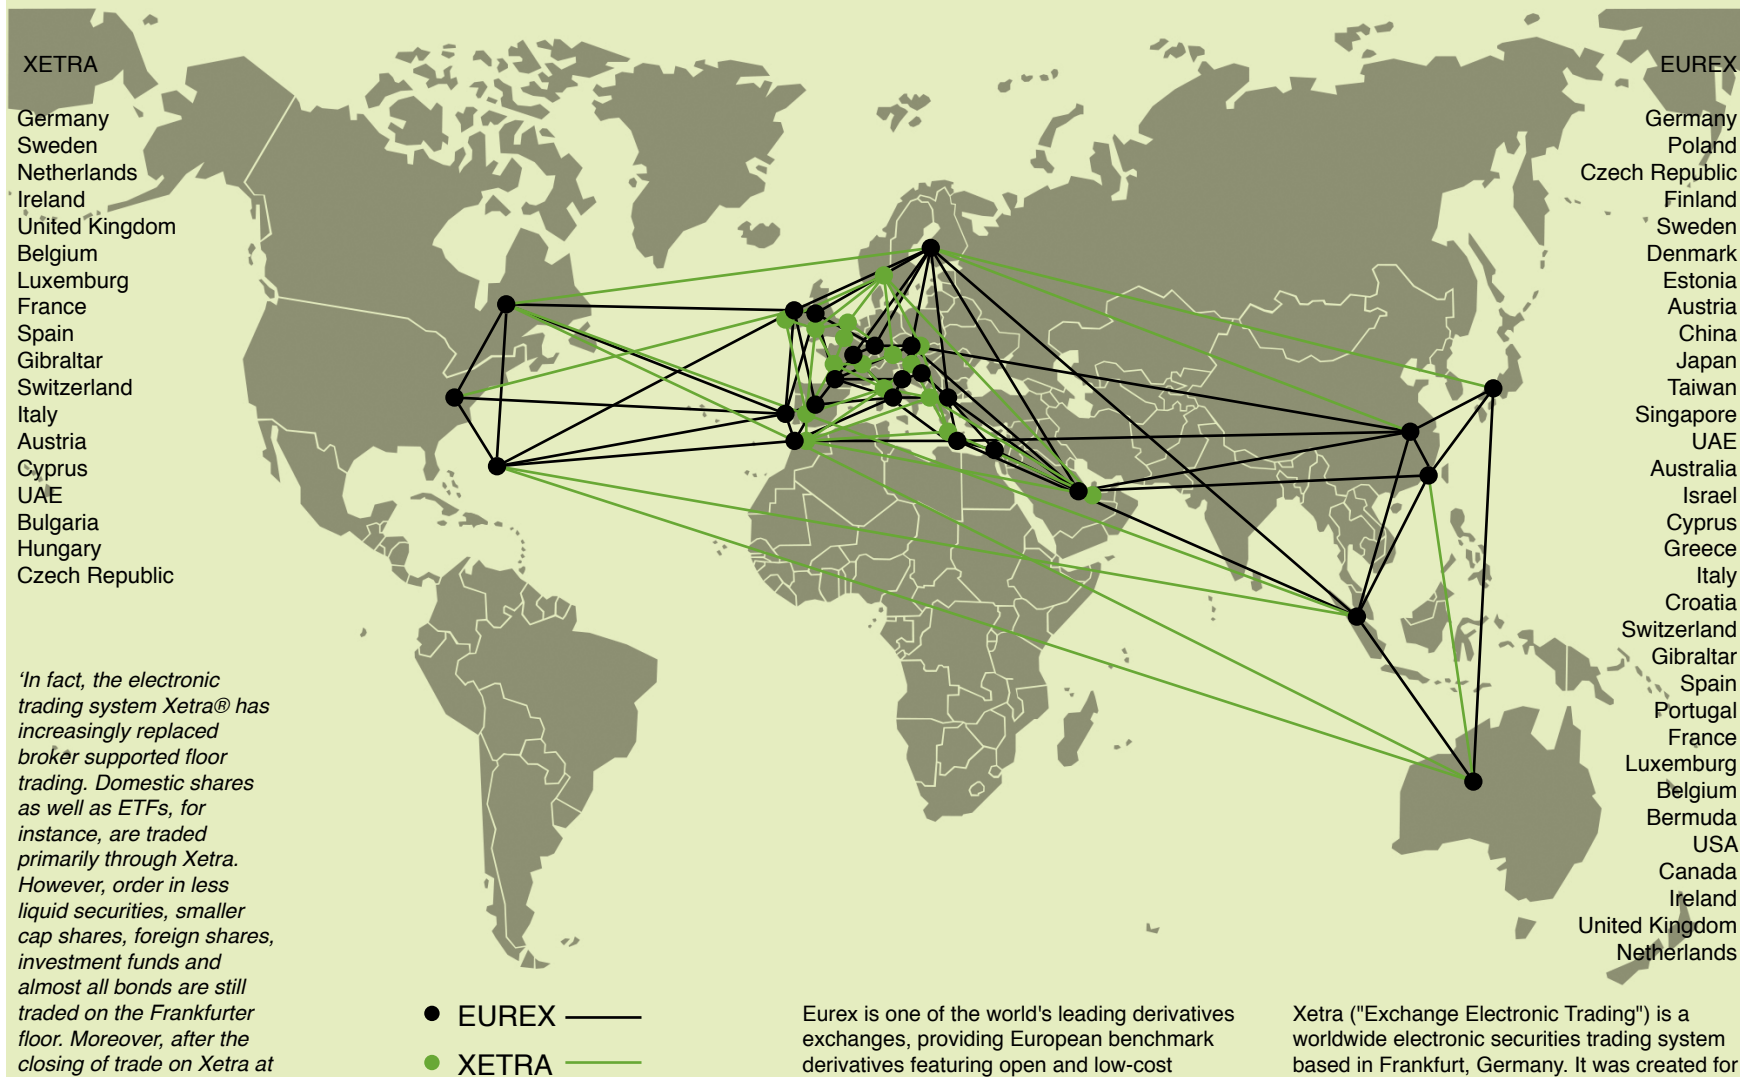 XETRA
Germany
Sweden
Netherlands
Ireland
United Kingdom
Belgium
Luxemburg
France
Spain
Gibraltar
Switzerland
Italy
Austria
Cyprus
UAE
Bulgaria
Hungary
Czech Republic
‘In fact, the electronic
trading system Xetra® has
increasingly replaced
broker supported floor
trading. Domestic shares
as well as ETFs, for
instance, are traded
primarily through Xetra.
However, order in less
liquid securities, smaller
cap shares, foreign shares,
investment funds and
almost all bonds are still
traded on the Frankfurter
floor. Moreover, after the
closing of trade on Xetra at
EUREX
XETRA
Eurex is one of the world's leading derivatives
exchanges, providing European benchmark
derivatives featuring open and low-cost
Xetra ("Exchange Electronic Trading") is a
worldwide electronic securities trading system
based in Frankfurt, Germany. It was created for
EUREX
Germany
Poland
Czech Republic
Finland
Sweden
Denmark
Estonia
Austria
China
Japan
Taiwan
Singapore
UAE
Australia
Israel
Cyprus
Greece
Italy
Croatia
Switzerland
Gibraltar
Spain
Portugal
France
Luxemburg
Belgium
Bermuda
USA
Canada
Ireland
United Kingdom
Netherlands